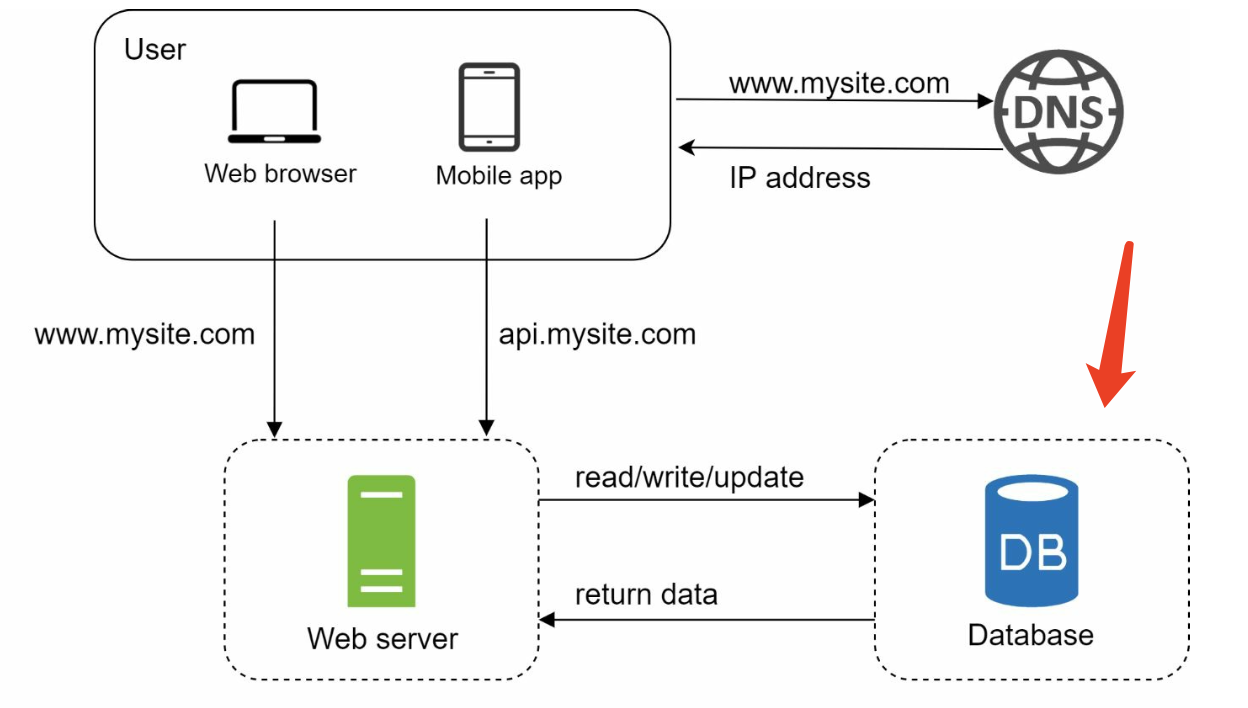 User
www.mysite.com
DNS
Web browser
Mobile app
IP address
www.mysite.com
api.mysite.com
read/write/update
DB
return data
Web server
Database